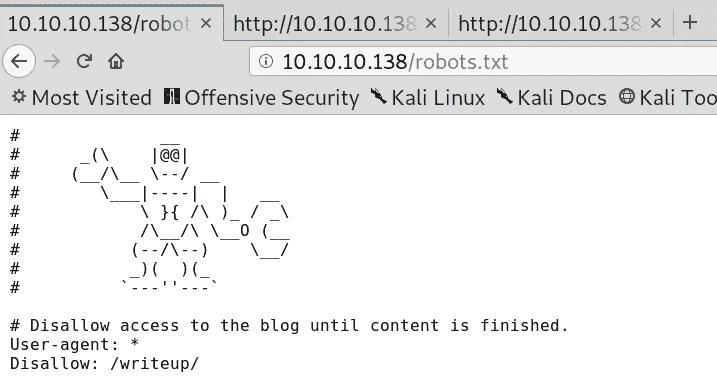 10.10.10.138/robot × http://10.10.10.138 × http://10.10.10.138 × +
10.10.10.138/robots.txt
Most Visited Offensive Security Kali Linux Kali Docs Kali Too
#              __
#      _(\    |@@|
#     (__/\__ \--/ __
#        \___|----|  |   __
#            \ }{ /\ )_ / _\
#            /\__/\ \__O (__
#           (--/\--)    \__/
#           _)(  )(_
#          `---''---`
# Disallow access to the blog until content is finished.
User-agent: *
Disallow: /writeup/